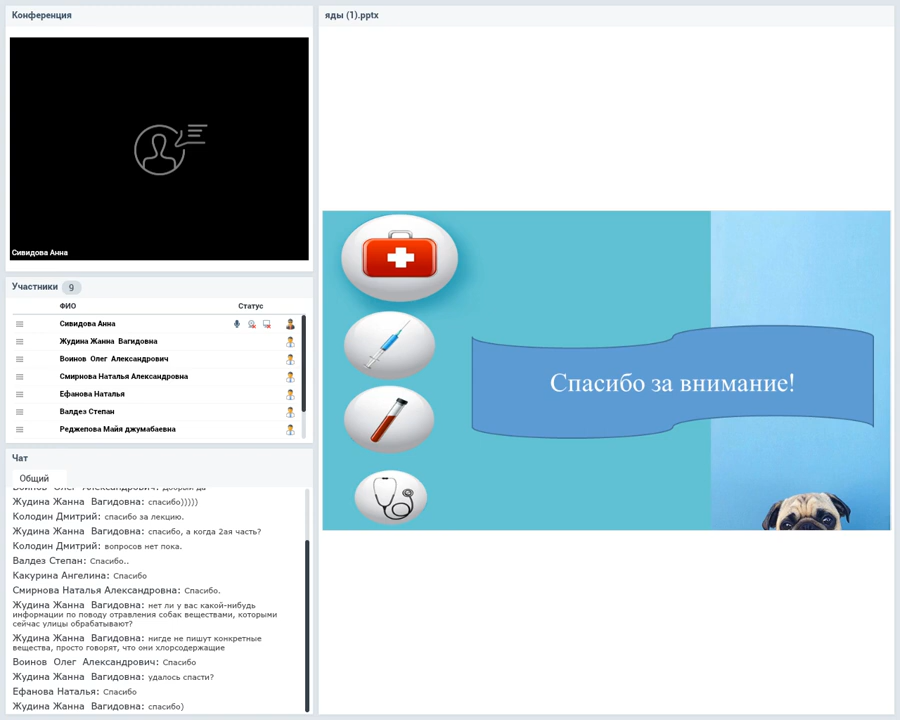 Конференция
Сивидова Анна
Участники 9
ФИО Статус
Сивидова Анна
Жудина Жанна Вагидовна
Воинов Олег Александрович
Смирнова Наталья Александровна
Ефанова Наталья
Валдез Степан
Реджепова Майя джумабаевна
Чат
Общий
Воинов Олег Александрович: добрый да
Жудина Жанна Вагидовна: спасибо)))))
Колодин Дмитрий: спасибо за лекцию.
Жудина Жанна Вагидовна: спасибо, а когда 2ая часть?
Колодин Дмитрий: вопросов нет пока.
Валдез Степан: Спасибо..
Какурина Ангелина: Спасибо
Смирнова Наталья Александровна: Спасибо.
Жудина Жанна Вагидовна: нет ли у вас какой-нибудь
информации по поводу отравления собак веществами, которыми
сейчас улицы обрабатывают?
Жудина Жанна Вагидовна: нигде не пишут конкретные
вещества, просто говорят, что они хлорсодержащие
Воинов Олег Александрович: Спасибо
Жудина Жанна Вагидовна: удалось спасти?
Ефанова Наталья: Спасибо
Жудина Жанна Вагидовна: спасибо)
яды (1).pptx
Спасибо за внимание!